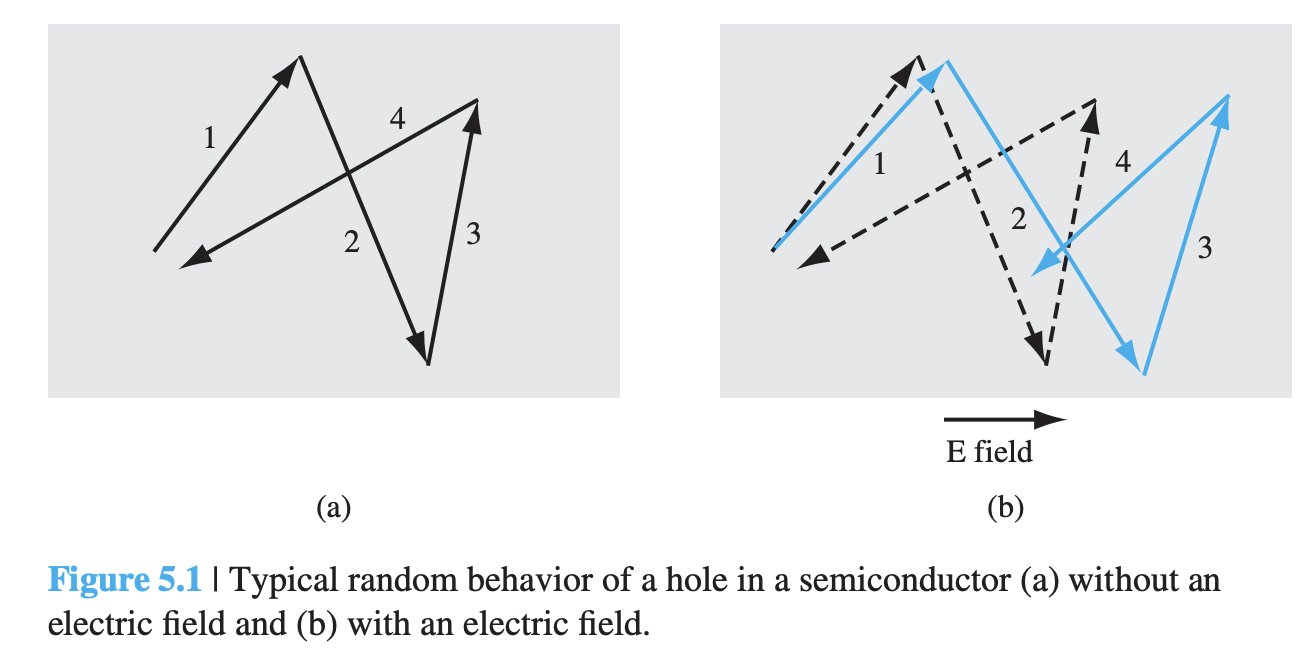 1
4
2
3
1
4
2
3
E field
(a)
(b)
Figure 5.1 | Typical random behavior of a hole in a semiconductor (a) without an
electric field and (b) with an electric field.